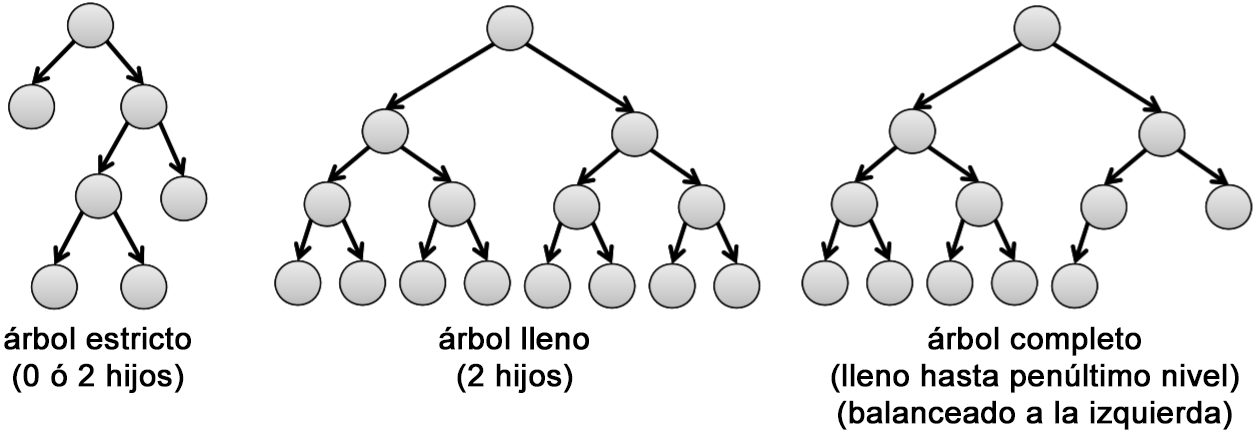 árbol estricto
(0 ó 2 hijos)
árbol lleno
(2 hijos)
árbol completo
(lleno hasta penúltimo nivel)
(balanceado a la izquierda)